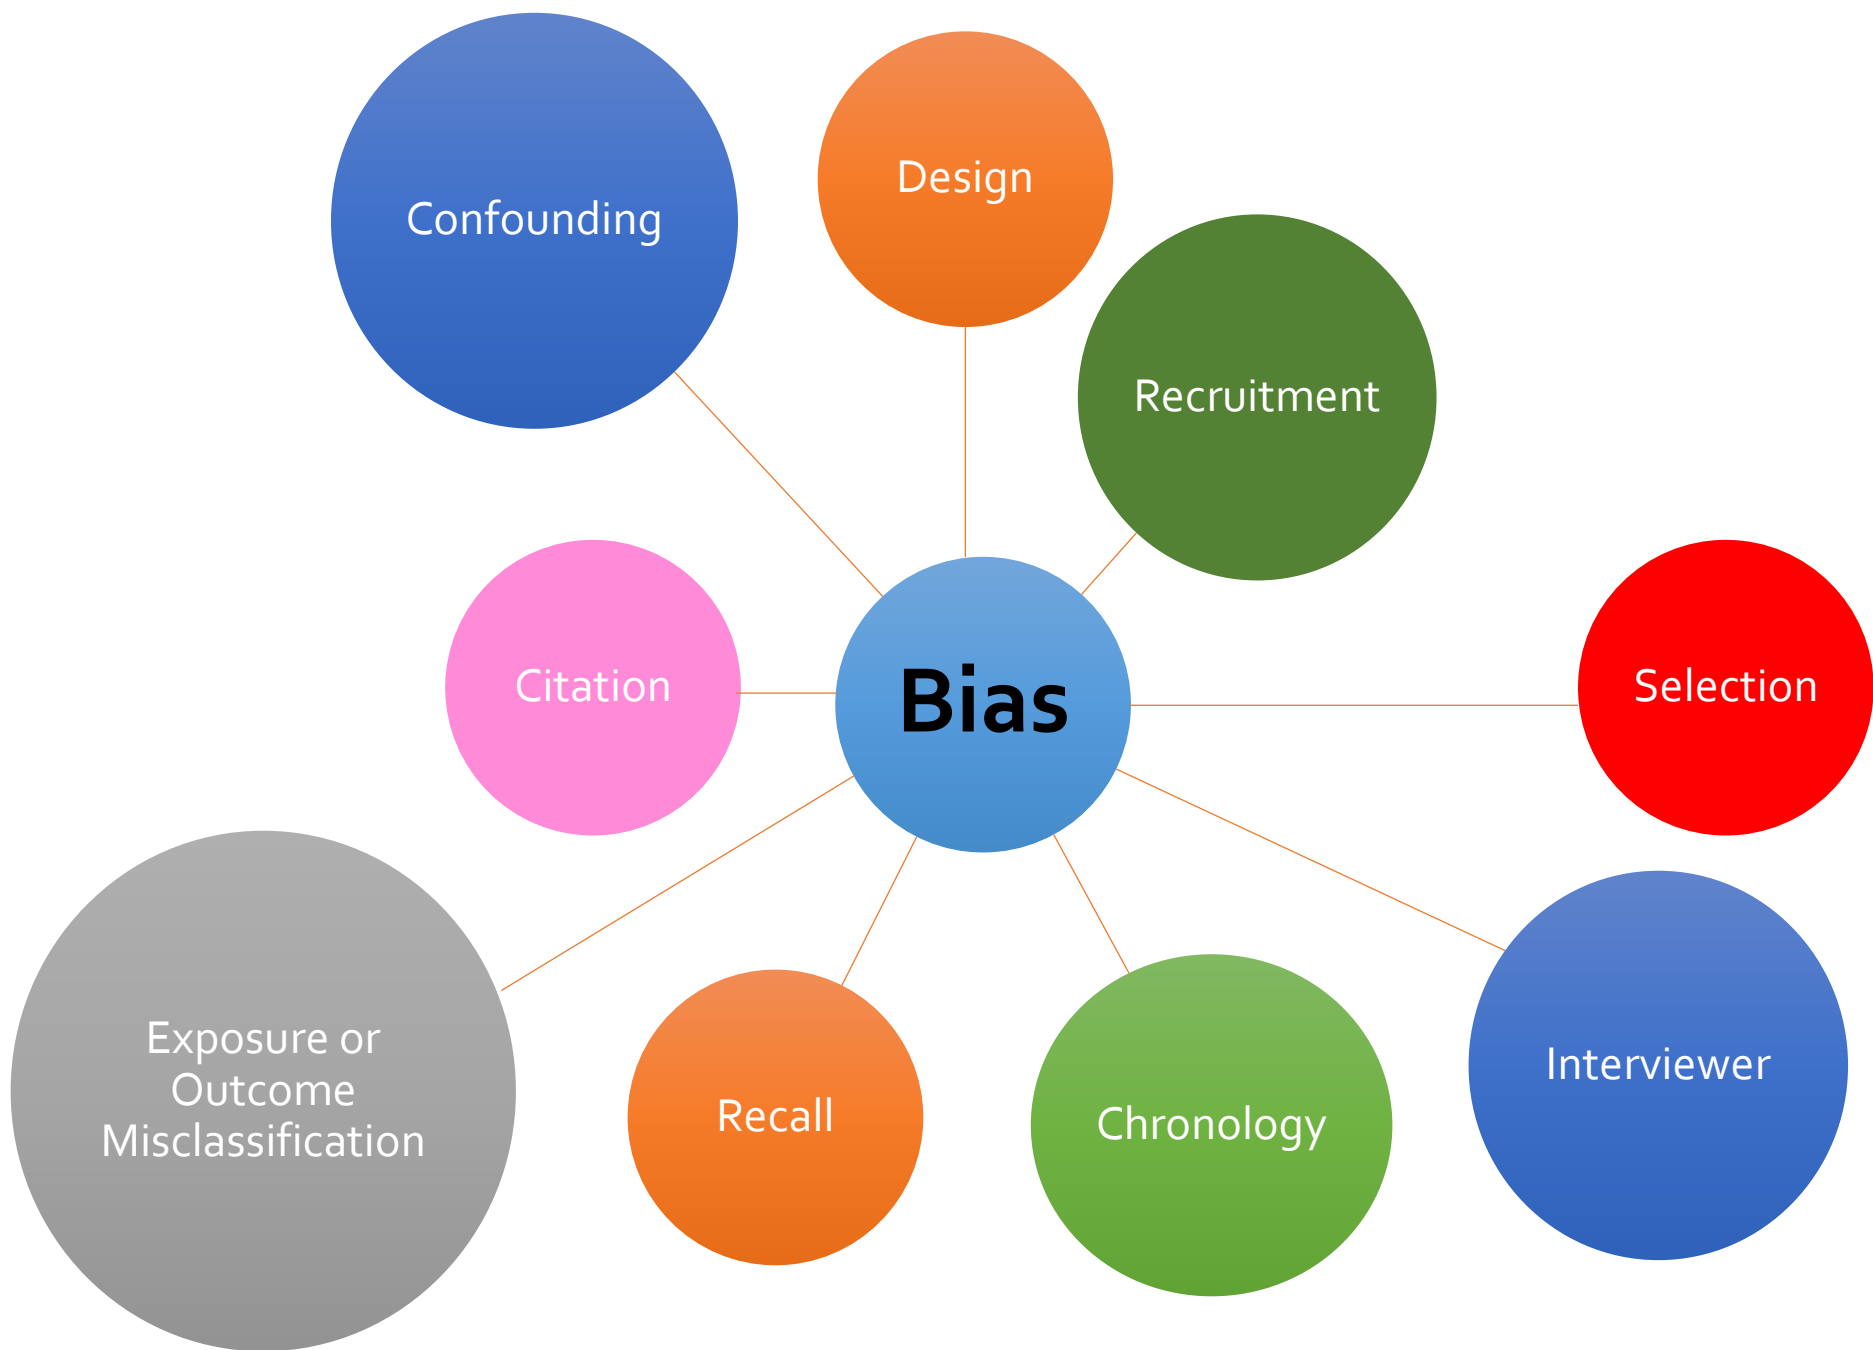 Confounding
Design
Recruitment
Citation
Bias
Selection
Exposure or
Outcome
Misclassification
Recall
Chronology
Interviewer